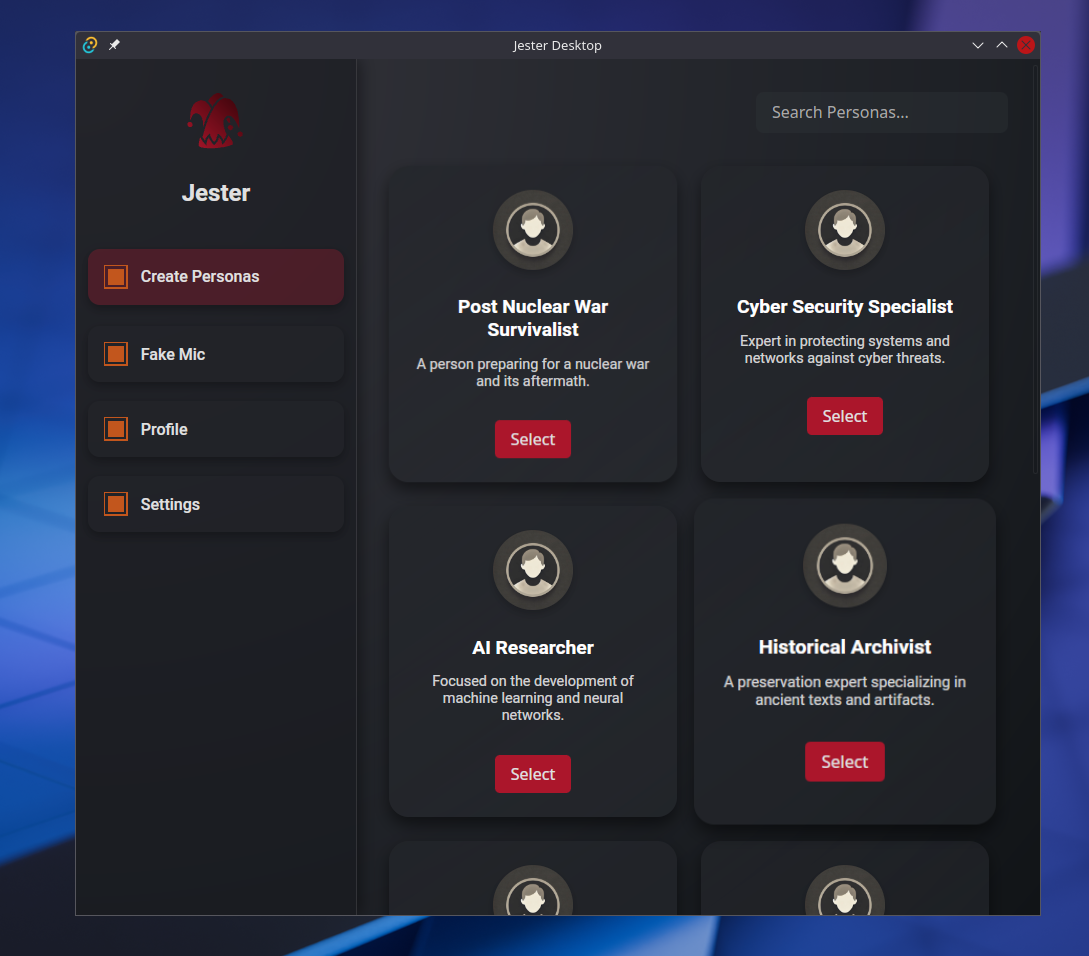 Jester Desktop
Jester
Create Personas
Fake Mic
Profile
Settings
Search Personas...
Post Nuclear War
Survivalist
A person preparing for a nuclear war
and its aftermath.
Select
Cyber Security Specialist
Expert in protecting systems and
networks against cyber threats.
Select
AI Researcher
Focused on the development of
machine learning and neural
networks.
Select
Historical Archivist
A preservation expert specializing in
ancient texts and artifacts.
Select